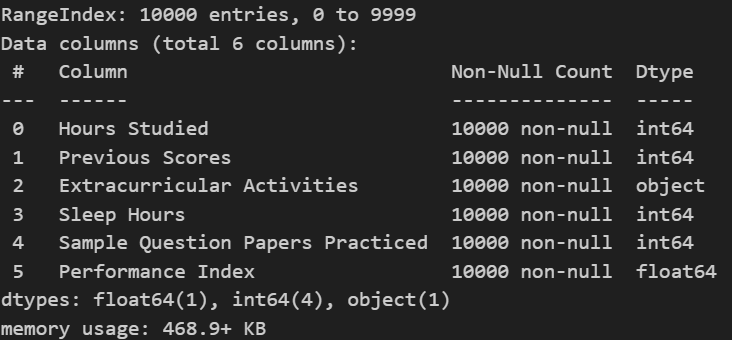 RangeIndex: 10000 entries, 0 to 9999
Data columns (total 6 columns):
 #   Column                            Non-Null Count  Dtype
---  ------                            --------------  -----
 0   Hours Studied                     10000 non-null  int64
 1   Previous Scores                   10000 non-null  int64
 2   Extracurricular Activities        10000 non-null  object
 3   Sleep Hours                       10000 non-null  int64
 4   Sample Question Papers Practiced  10000 non-null  int64
 5   Performance Index                 10000 non-null  float64
dtypes: float64(1), int64(4), object(1)
memory usage: 468.9+ KB